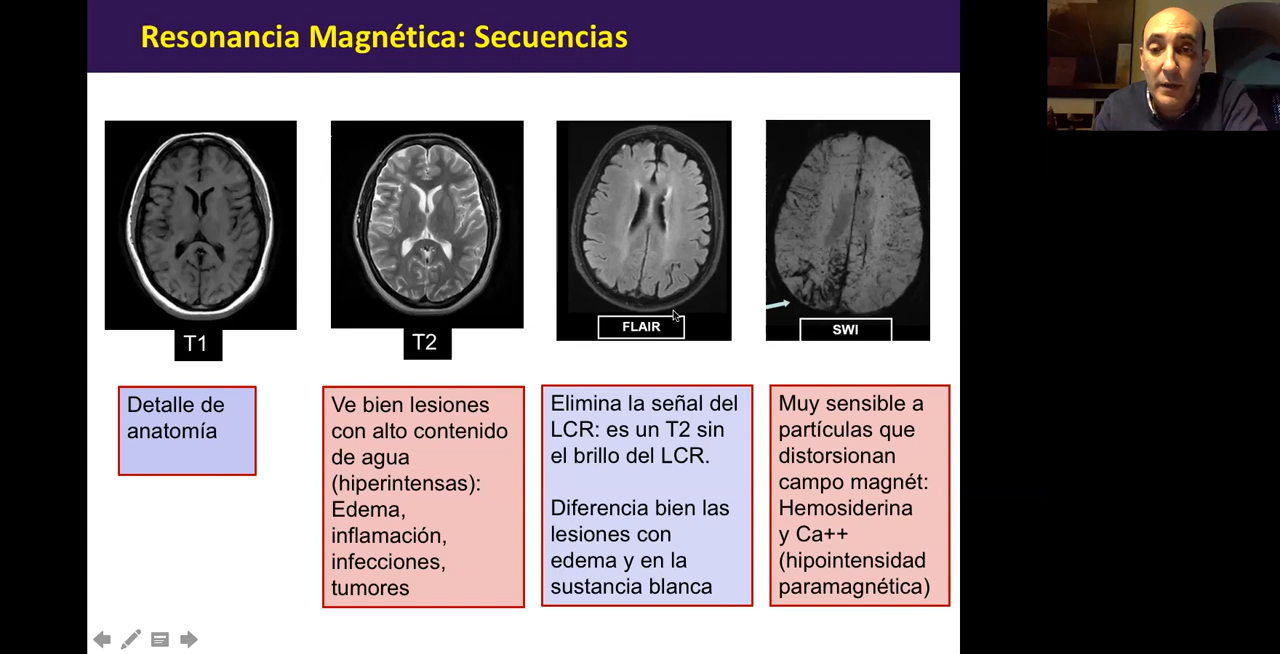 Resonancia Magnética: Secuencias
T1
T2
FLAIR
SWI
Detalle de
anatomía
Ve bien lesiones
con alto contenido
de agua
(hiperintensas):
Edema,
inflamación,
infecciones,
tumores
Elimina la señal del
LCR: es un T2 sin
el brillo del LCR.
Diferencia bien las
lesiones con
edema y en la
sustancia blanca
Muy sensible a
partículas que
distorsionan
campo magnét:
Hemosiderina
y Ca++
(hipointensidad
paramagnética)